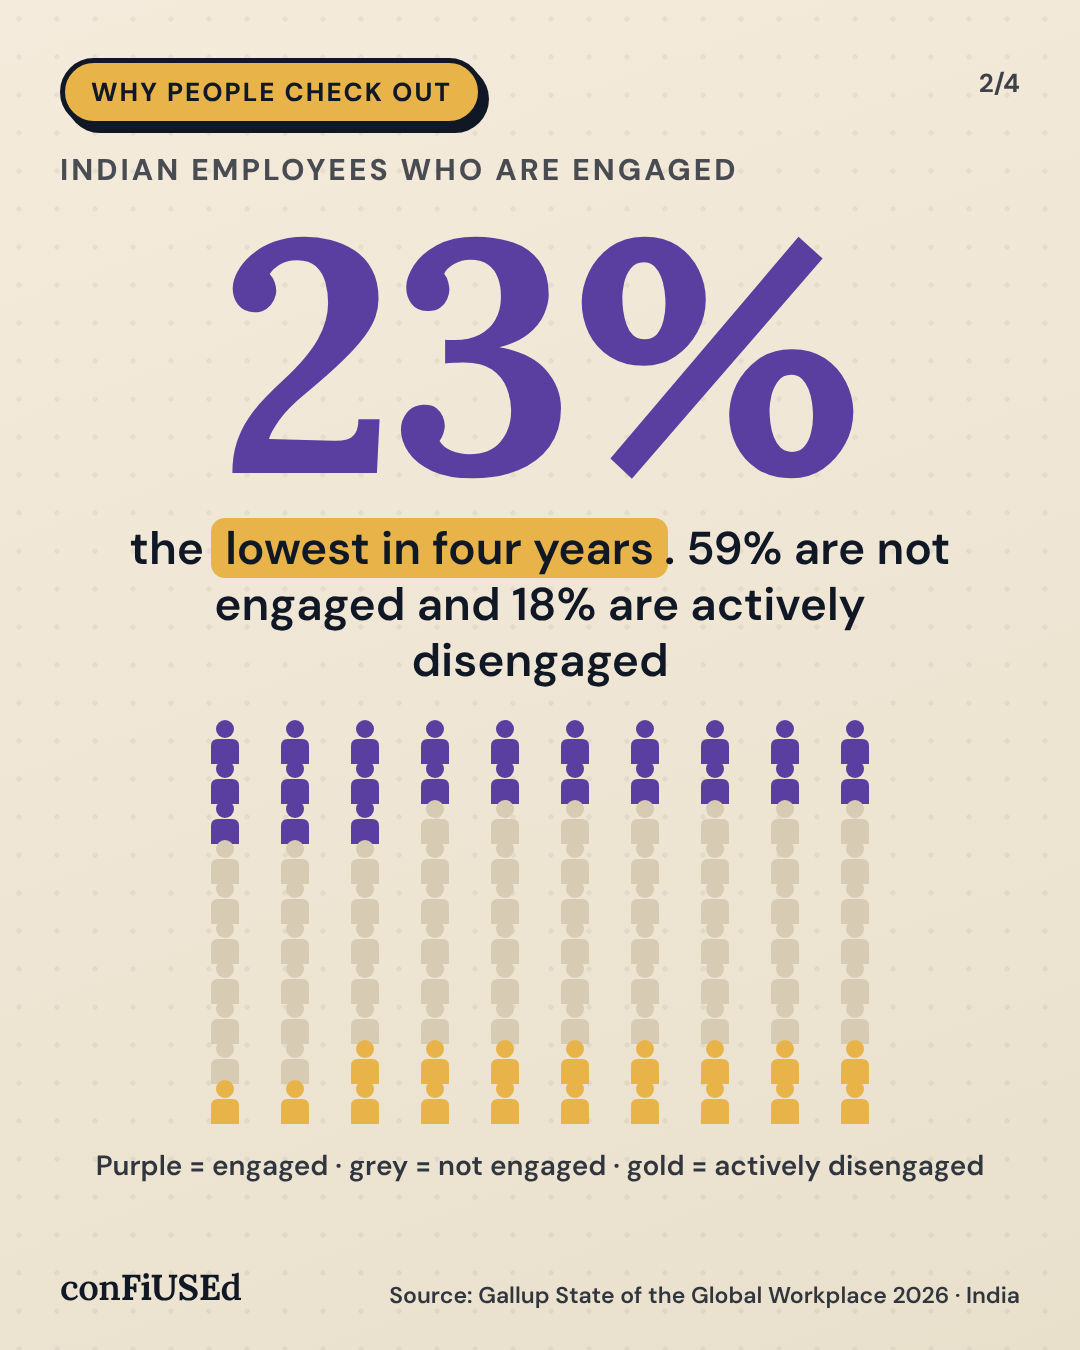 WHY PEOPLE CHECK OUT
2/4
INDIAN EMPLOYEES WHO ARE ENGAGED
23%
the lowest in four years. 59% are not
engaged and 18% are actively
disengaged
Purple = engaged · grey = not engaged · gold = actively disengaged
conFiUSEd
Source: Gallup State of the Global Workplace 2026 · India